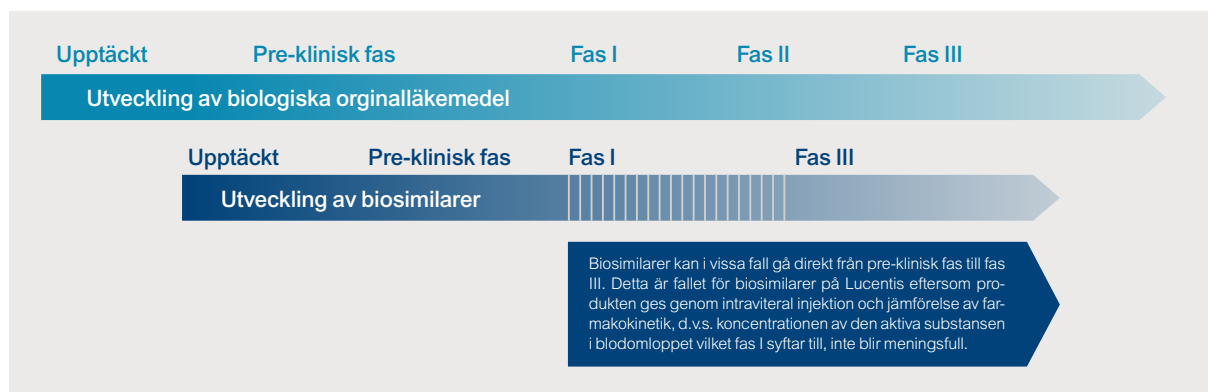 Upptäckt Pre-klinisk fas Fas I Fas II Fas III
Utveckling av biologiska orginalläkemedel
Upptäckt Pre-klinisk fas Fas I Fas III
Utveckling av biosimilarer
Biosimilarer kan i vissa fall gå direkt från pre-klinisk fas till fas
III. Detta är fallet för biosimilarer på Lucentis eftersom pro-
dukten ges genom intraviteral injektion och jämförelse av far-
makokinetik, d.v.s. koncentrationen av den aktiva substansen
i blodomloppet vilket fas I syftar till, inte blir meningsfull.